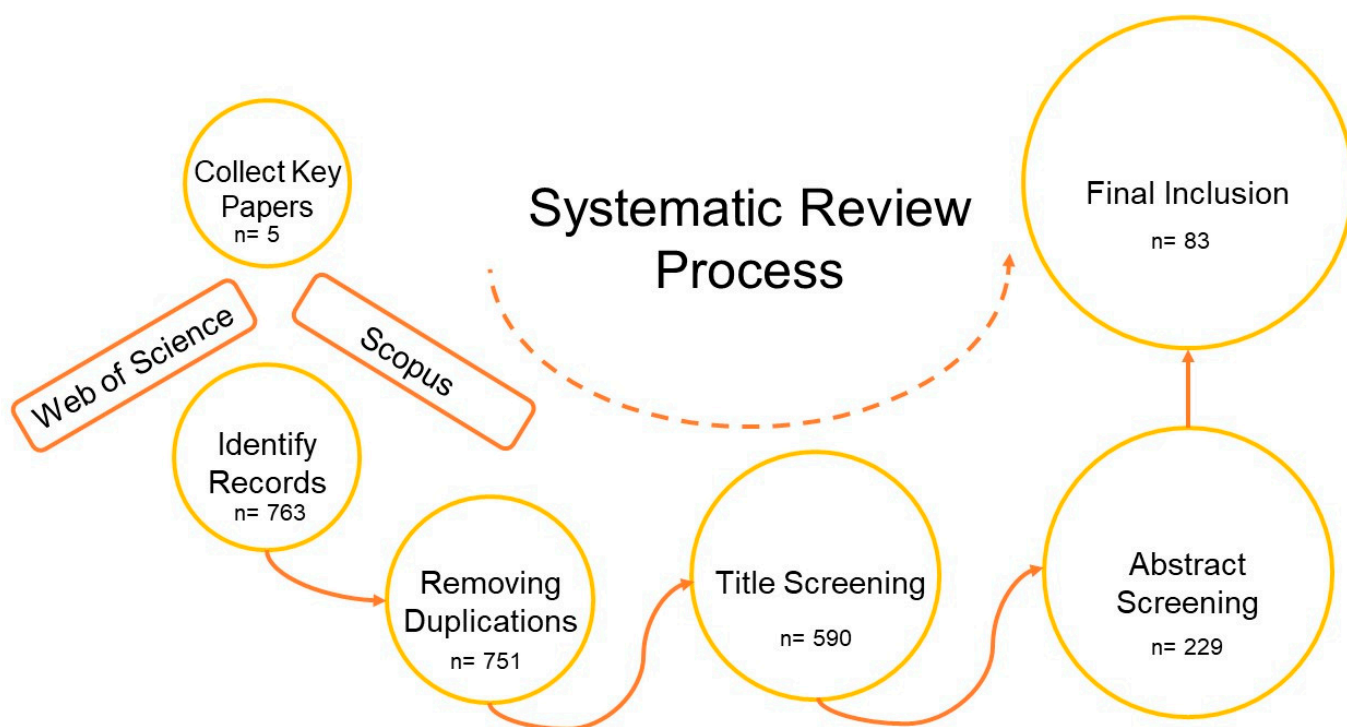 Collect Key
Papers
n= 5
Web of Science
Scopus
Identify
Records
n= 763
Removing
Duplications
n= 751
Systematic Review
Process
Title Screening
n= 590
Abstract
Screening
n= 229
Final Inclusion
n= 83